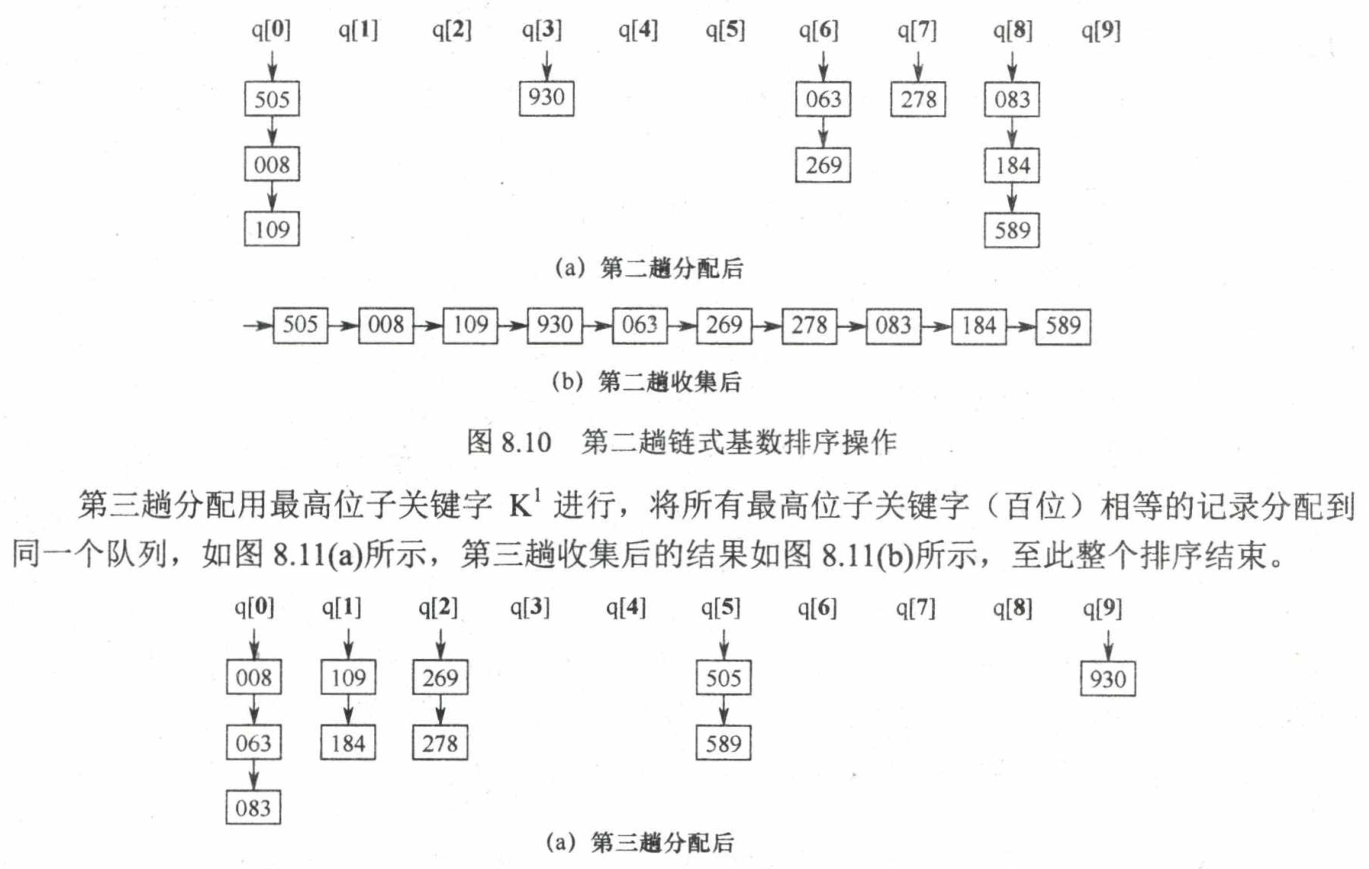 q[0] q[1] q[2] q[3] q[4] q[5] q[6] q[7] q[8] q[9]
505 930 063 278 083
008 269 184
109 589
(a) 第二趟分配后
505 008 109 930 063 269 278 083 184 589
(b) 第二趟收集后
图 8.10 第二趟链式基数排序操作
第三趟分配用最高位子关键字 K¹ 进行，将所有最高位子关键字（百位）相等的记录分配到
同一个队列，如图 8.11(a)所示，第三趟收集后的结果如图 8.11(b)所示，至此整个排序结束。
q[0] q[1] q[2] q[3] q[4] q[5] q[6] q[7] q[8] q[9]
008 109 269 505 930
063 184 278 589
083
(a) 第三趟分配后